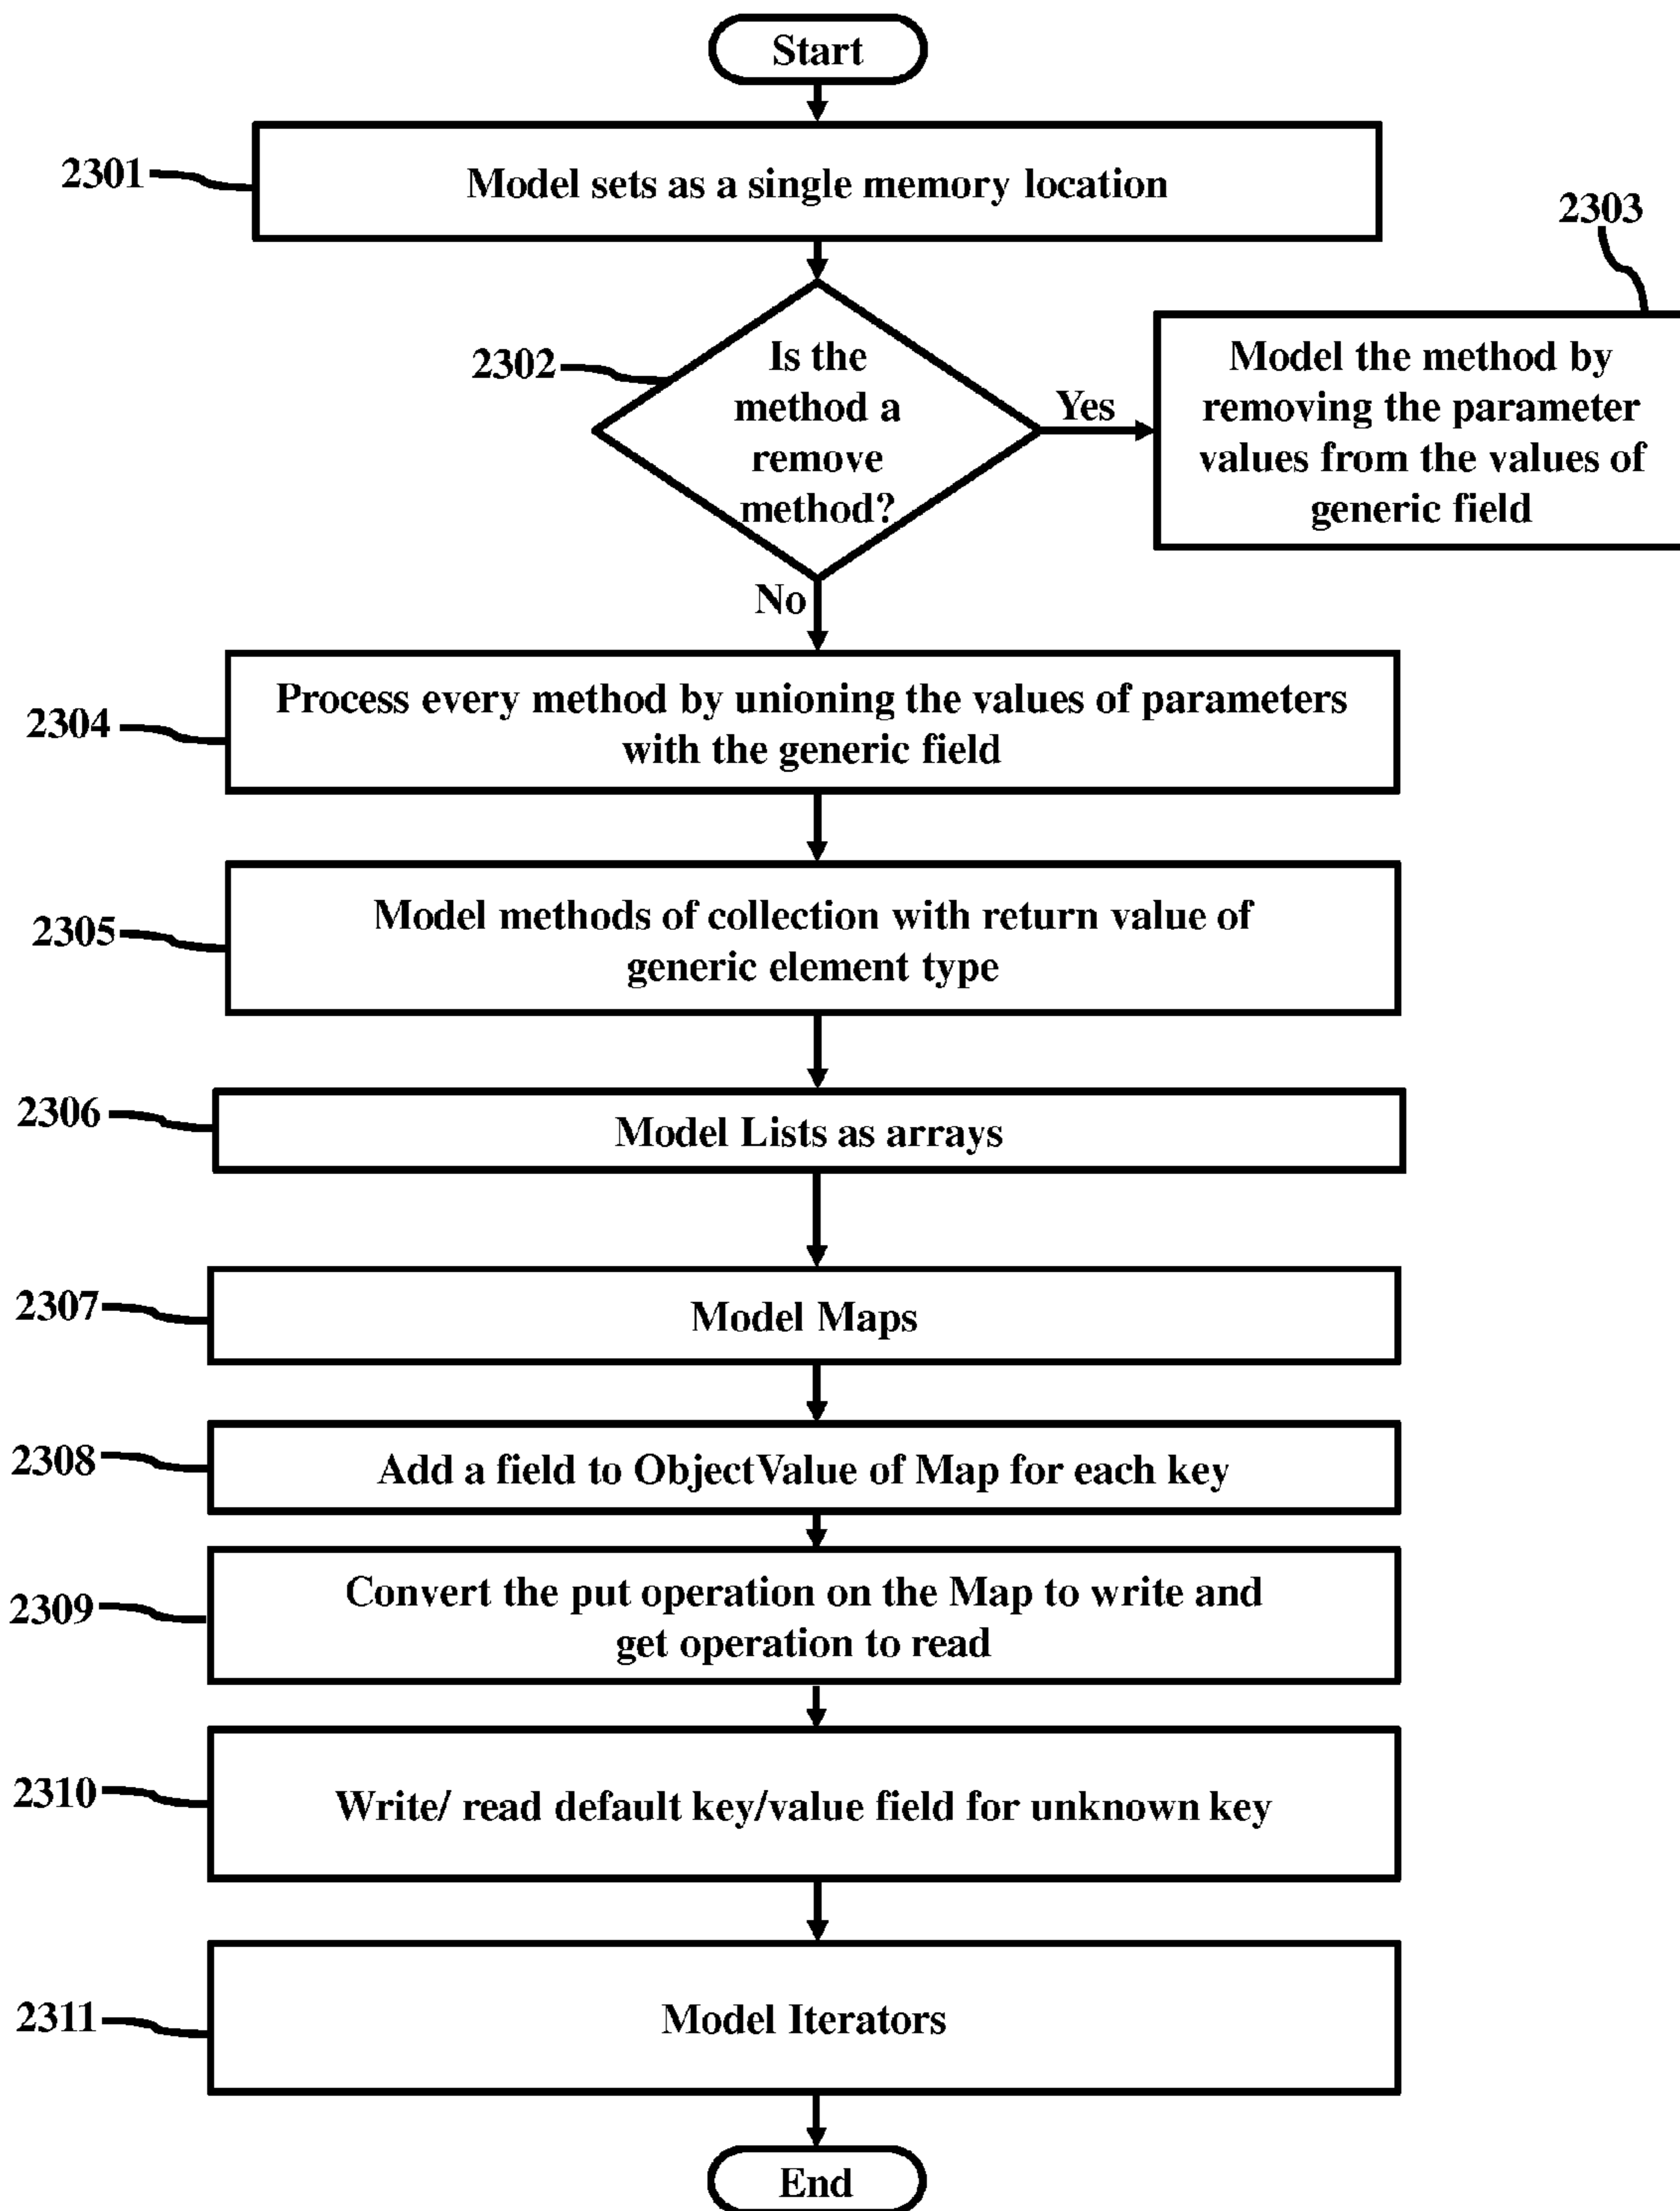 Start
2301
Model sets as a single memory location
2303
2302
Is the
method a
remove
method?
Yes
Model the method by
removing the parameter
values from the values of
generic field
No
2304
Process every method by unioning the values of parameters
with the generic field
2305
Model methods of collection with return value of
generic element type
2306
Model Lists as arrays
2307
Model Maps
2308
Add a field to ObjectValue of Map for each key
2309
Convert the put operation on the Map to write and
get operation to read
2310
Write/ read default key/value field for unknown key
2311
Model Iterators
End